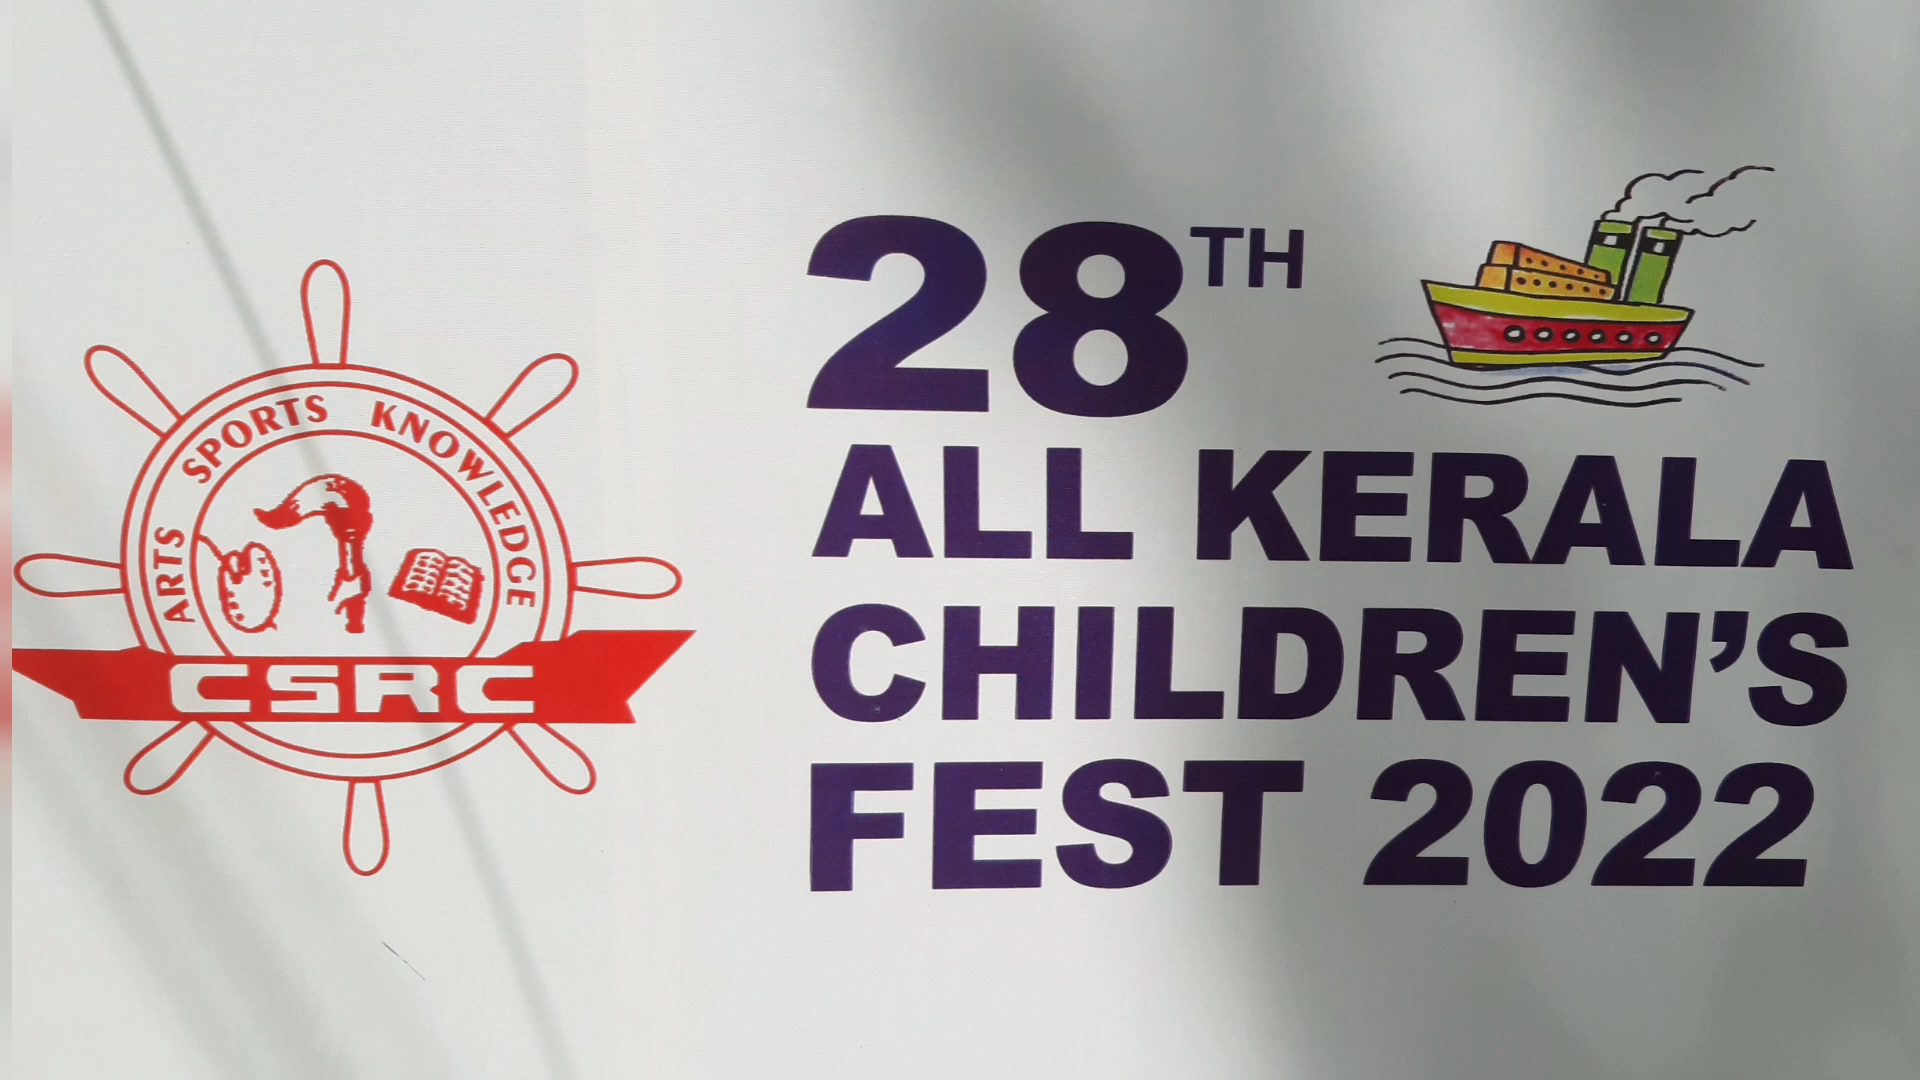 ARTS SPORTS KNOWLEDGE
CSRC
28TH
ALL KERALA
CHILDREN'S
FEST 2022